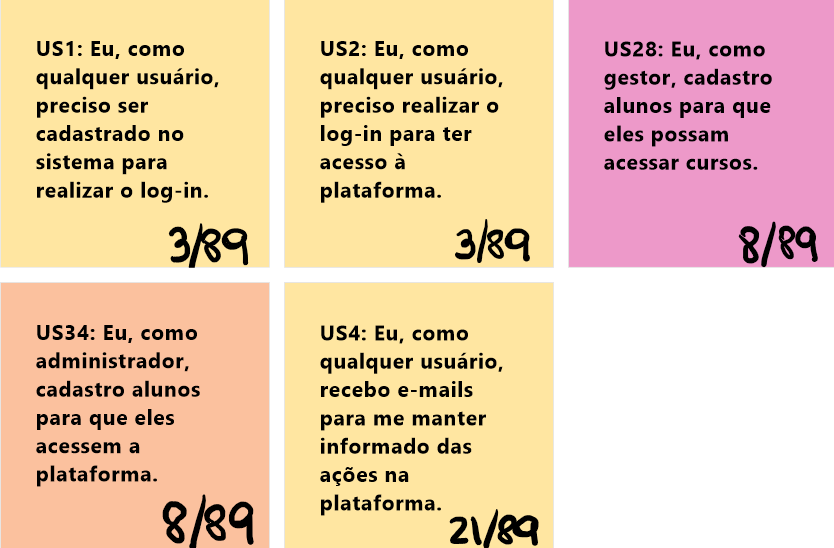 US1: Eu, como
qualquer usuário,
preciso ser
cadastrado no
sistema para
realizar o log-in.
3/89
US2: Eu, como
qualquer usuário,
preciso realizar o
log-in para ter
acesso à
plataforma.
3/89
US28: Eu, como
gestor, cadastro
alunos para que
eles possam
acessar cursos.
8/89
US34: Eu, como
administrador,
cadastro alunos
para que eles
acessem a
plataforma.
8/89
US4: Eu, como
qualquer usuário,
recebo e-mails
para me manter
informado das
ações na
plataforma.
21/89